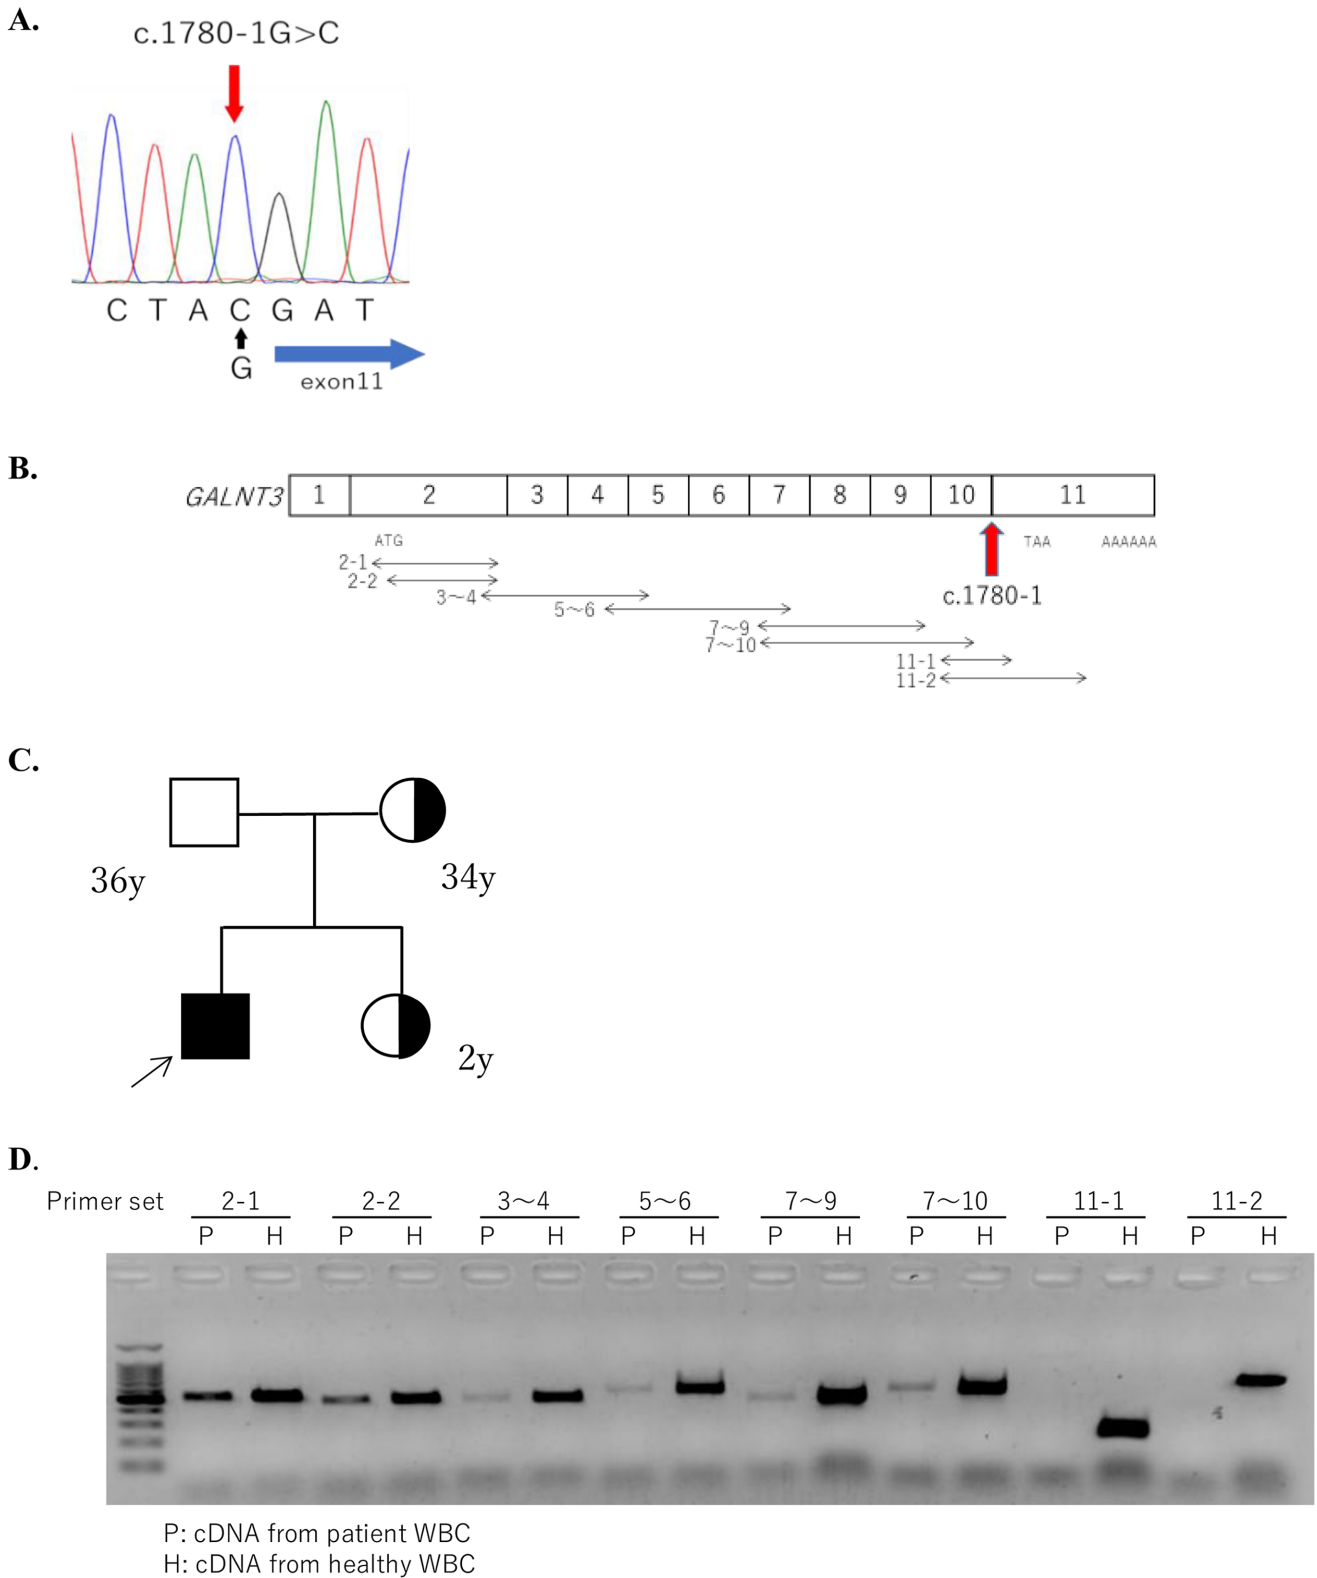 A.
c.1780-1G>C
C T A C G A T
G
exon11
B.
GALNT3 1 2 3 4 5 6 7 8 9 10 11
ATG TAA AAAAAA
2-1
2-2
3～4
5～6
c.1780-1
7～9
7～10
11-1
11-2
C.
36y 34y
2y
D.
Primer set 2-1 2-2 3～4 5～6 7～9 7～10 11-1 11-2
P H P H P H P H P H P H P H P H
P: cDNA from patient WBC
H: cDNA from healthy WBC